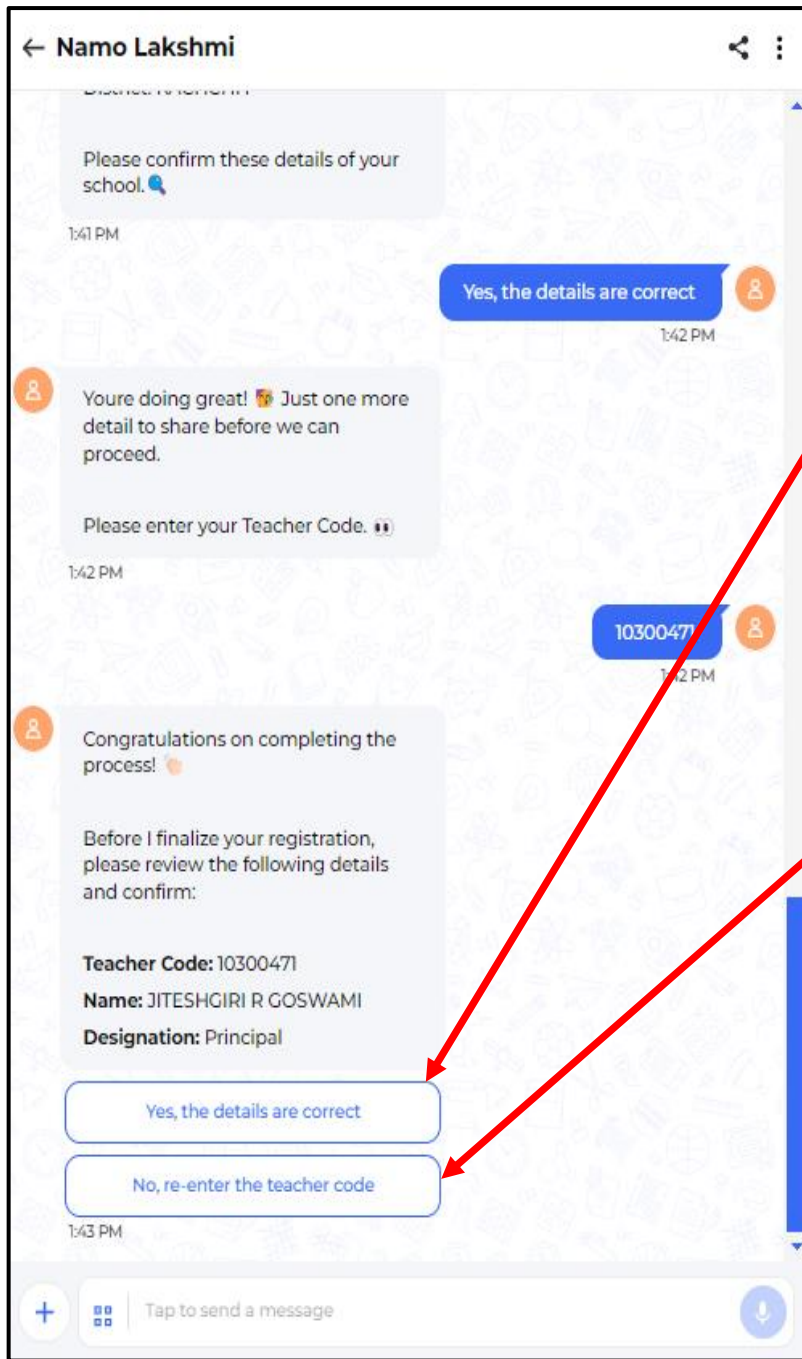 Namo Lakshmi
Please confirm these details of your
school.
1:41 PM
Yes, the details are correct
1:42 PM
Youre doing great! Just one more
detail to share before we can
proceed.
Please enter your Teacher Code.
1:42 PM
10300471
1:42 PM
Congratulations on completing the
process!
Before I finalize your registration,
please review the following details
and confirm:
Teacher Code: 10300471
Name: JITESHGIRI R GOSWAMI
Designation: Principal
Yes, the details are correct
No, re-enter the teacher code
1:43 PM
Tap to send a message